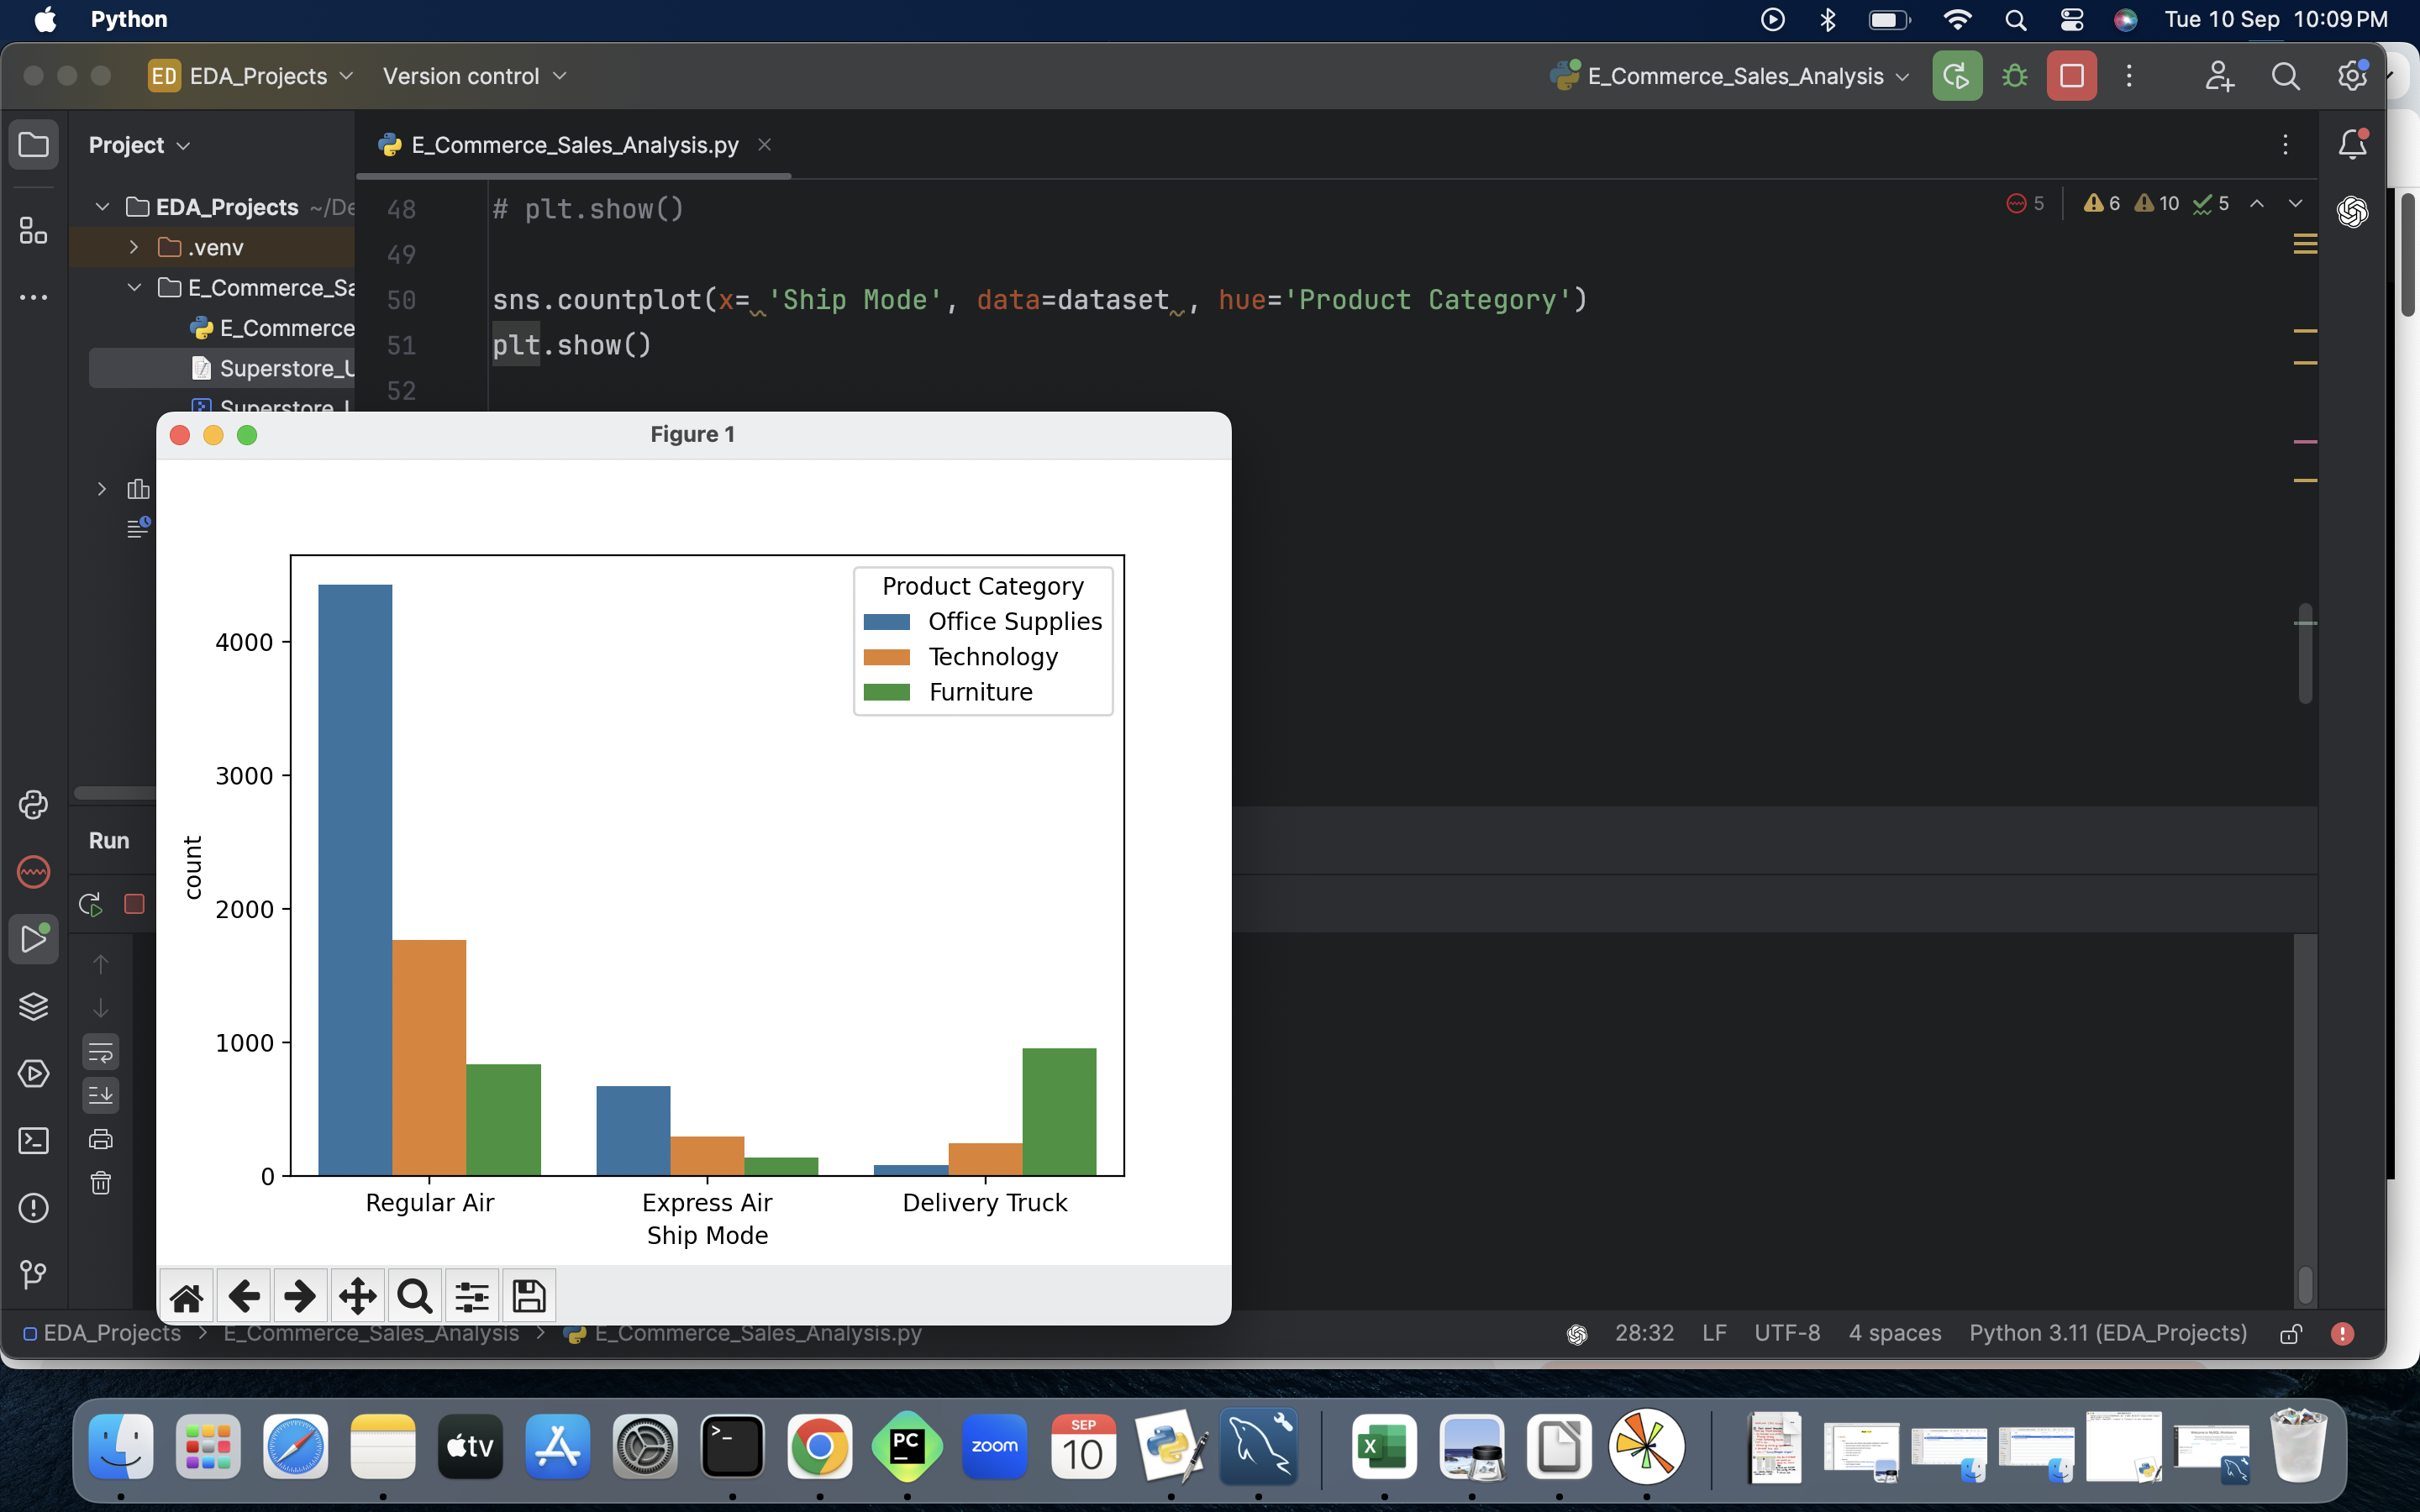 Python
Tue 10 Sep 10:09 PM
ED EDA_Projects
Version control
E_Commerce_Sales_Analysis
Project
E_Commerce_Sales_Analysis.py
EDA_Projects ~/De
.venv
E_Commerce_Sa
E_Commerce
Superstore_U
5 6 10 5
48 # plt.show()
49
50 sns.countplot(x= 'Ship Mode', data=dataset , hue='Product Category')
51 plt.show()
52
Figure 1
Product Category
Office Supplies
Technology
Furniture
4000
3000
2000
1000
0
count
Regular Air
Express Air
Delivery Truck
Ship Mode
Run
EDA_Projects > E_Commerce_Sales_Analysis > E_Commerce_Sales_Analysis.py
28:32 LF UTF-8 4 spaces Python 3.11 (EDA_Projects)
tv
PC
zoom
SEP
10
X